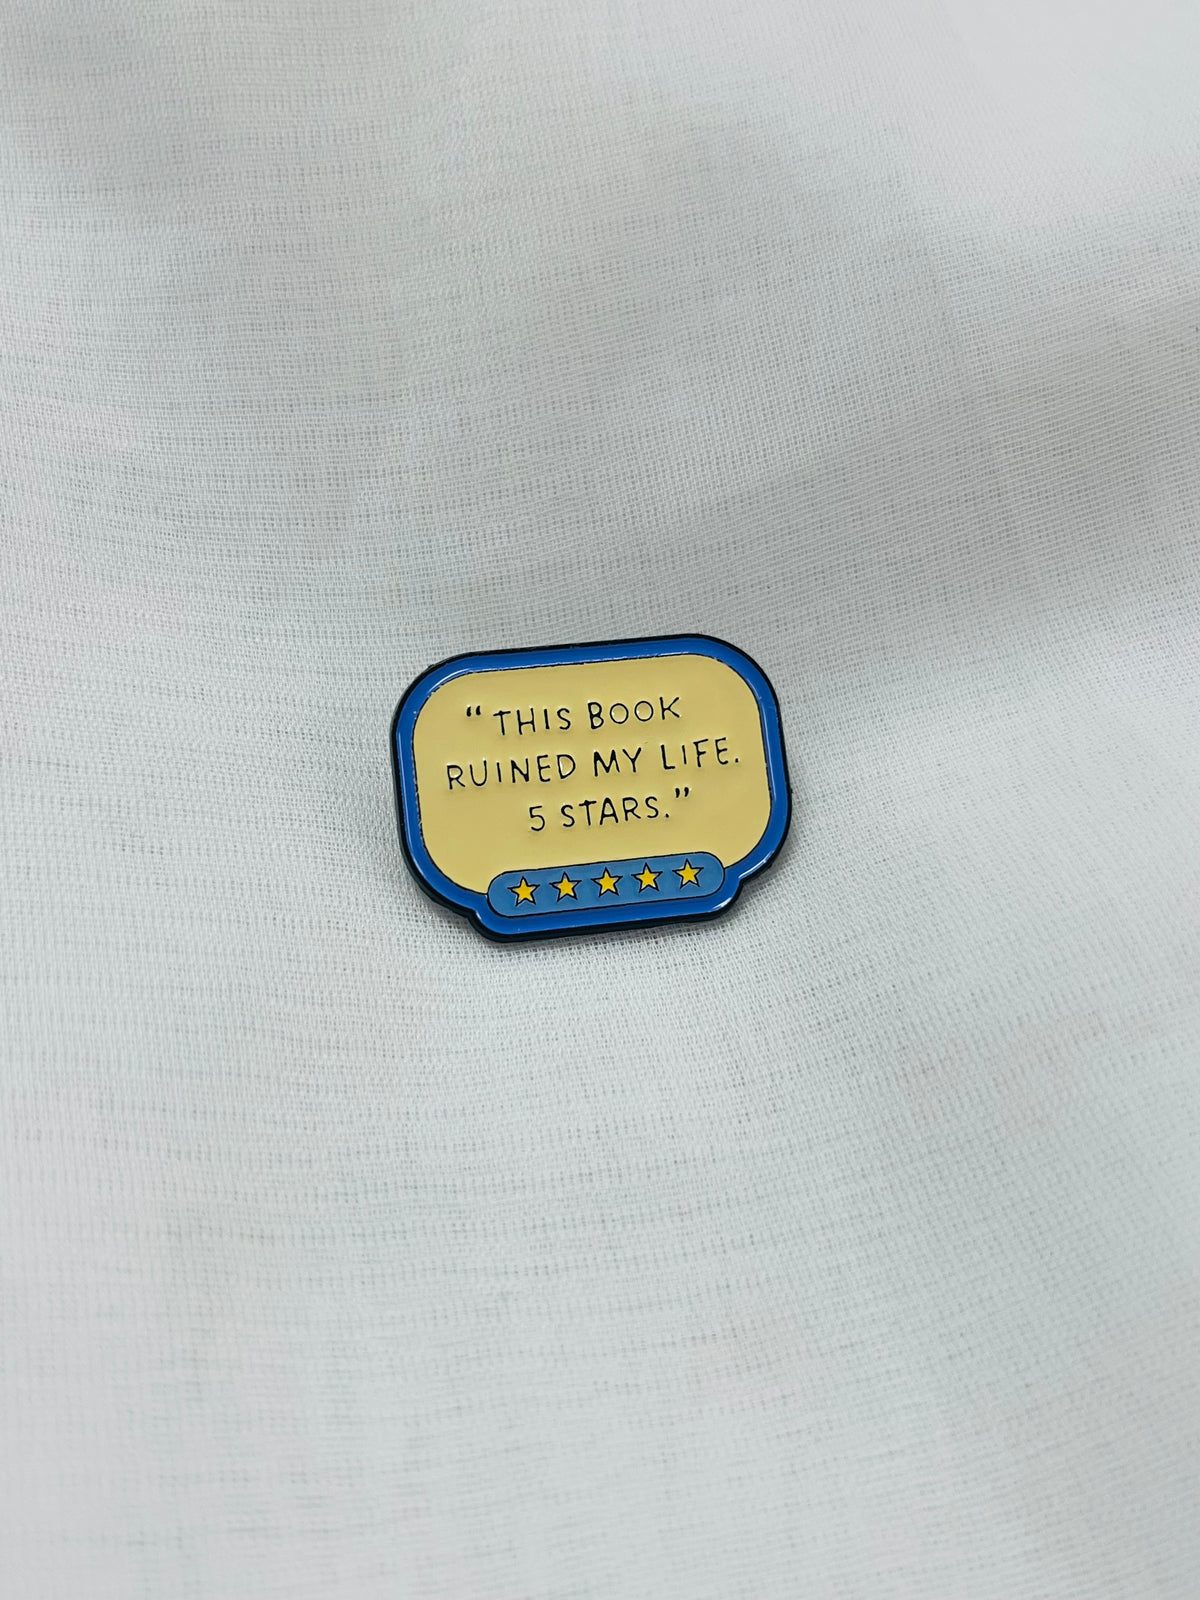 “THIS BOOK
RUINED MY LIFE.
5 STARS.”